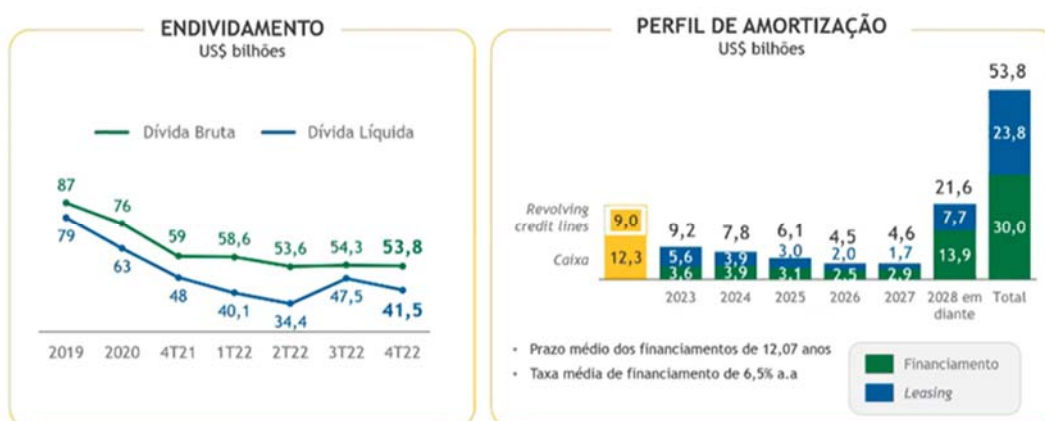 ENDIVIDAMENTO
US$ bilhões
Dívida Bruta
Dívida Líquida
87
76
59
58,6
53,6
54,3
53,8
79
63
48
40,1
34,4
47,5
41,5
2019
2020
4T21
1T22
2T22
3T22
4T22
PERFIL DE AMORTIZAÇÃO
US$ bilhões
Revolving
credit lines
Caixa
9,0
12,3
9,2
5,6
3,6
7,8
3,9
3,9
6,1
3,0
3,1
4,5
2,0
2,5
4,6
1,7
2,9
21,6
7,7
13,9
53,8
23,8
30,0
2023
2024
2025
2026
2027
2028 em
diante
Total
• Prazo médio dos financiamentos de 12,07 anos
• Taxa média de financiamento de 6,5% a.a
Financiamento
Leasing